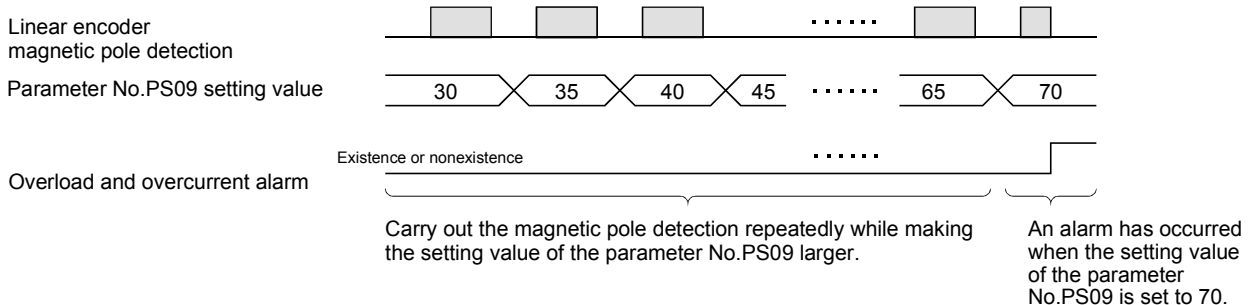 Linear encoder
magnetic pole detection
Parameter No.PS09 setting value
30 35 40 45 ······ 65 70
Existence or nonexistence
Overload and overcurrent alarm
Carry out the magnetic pole detection repeatedly while making
the setting value of the parameter No.PS09 larger.
An alarm has occurred
when the setting value
of the parameter
No.PS09 is set to 70.